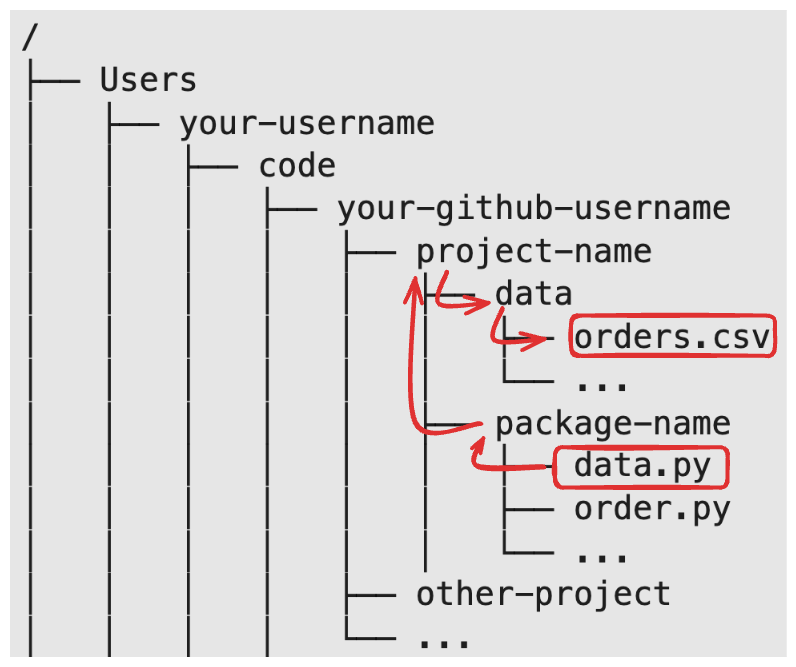 /
Users
your-username
code
your-github-username
project-name
data
orders.csv
...
package-name
data.py
order.py
...
other-project
...